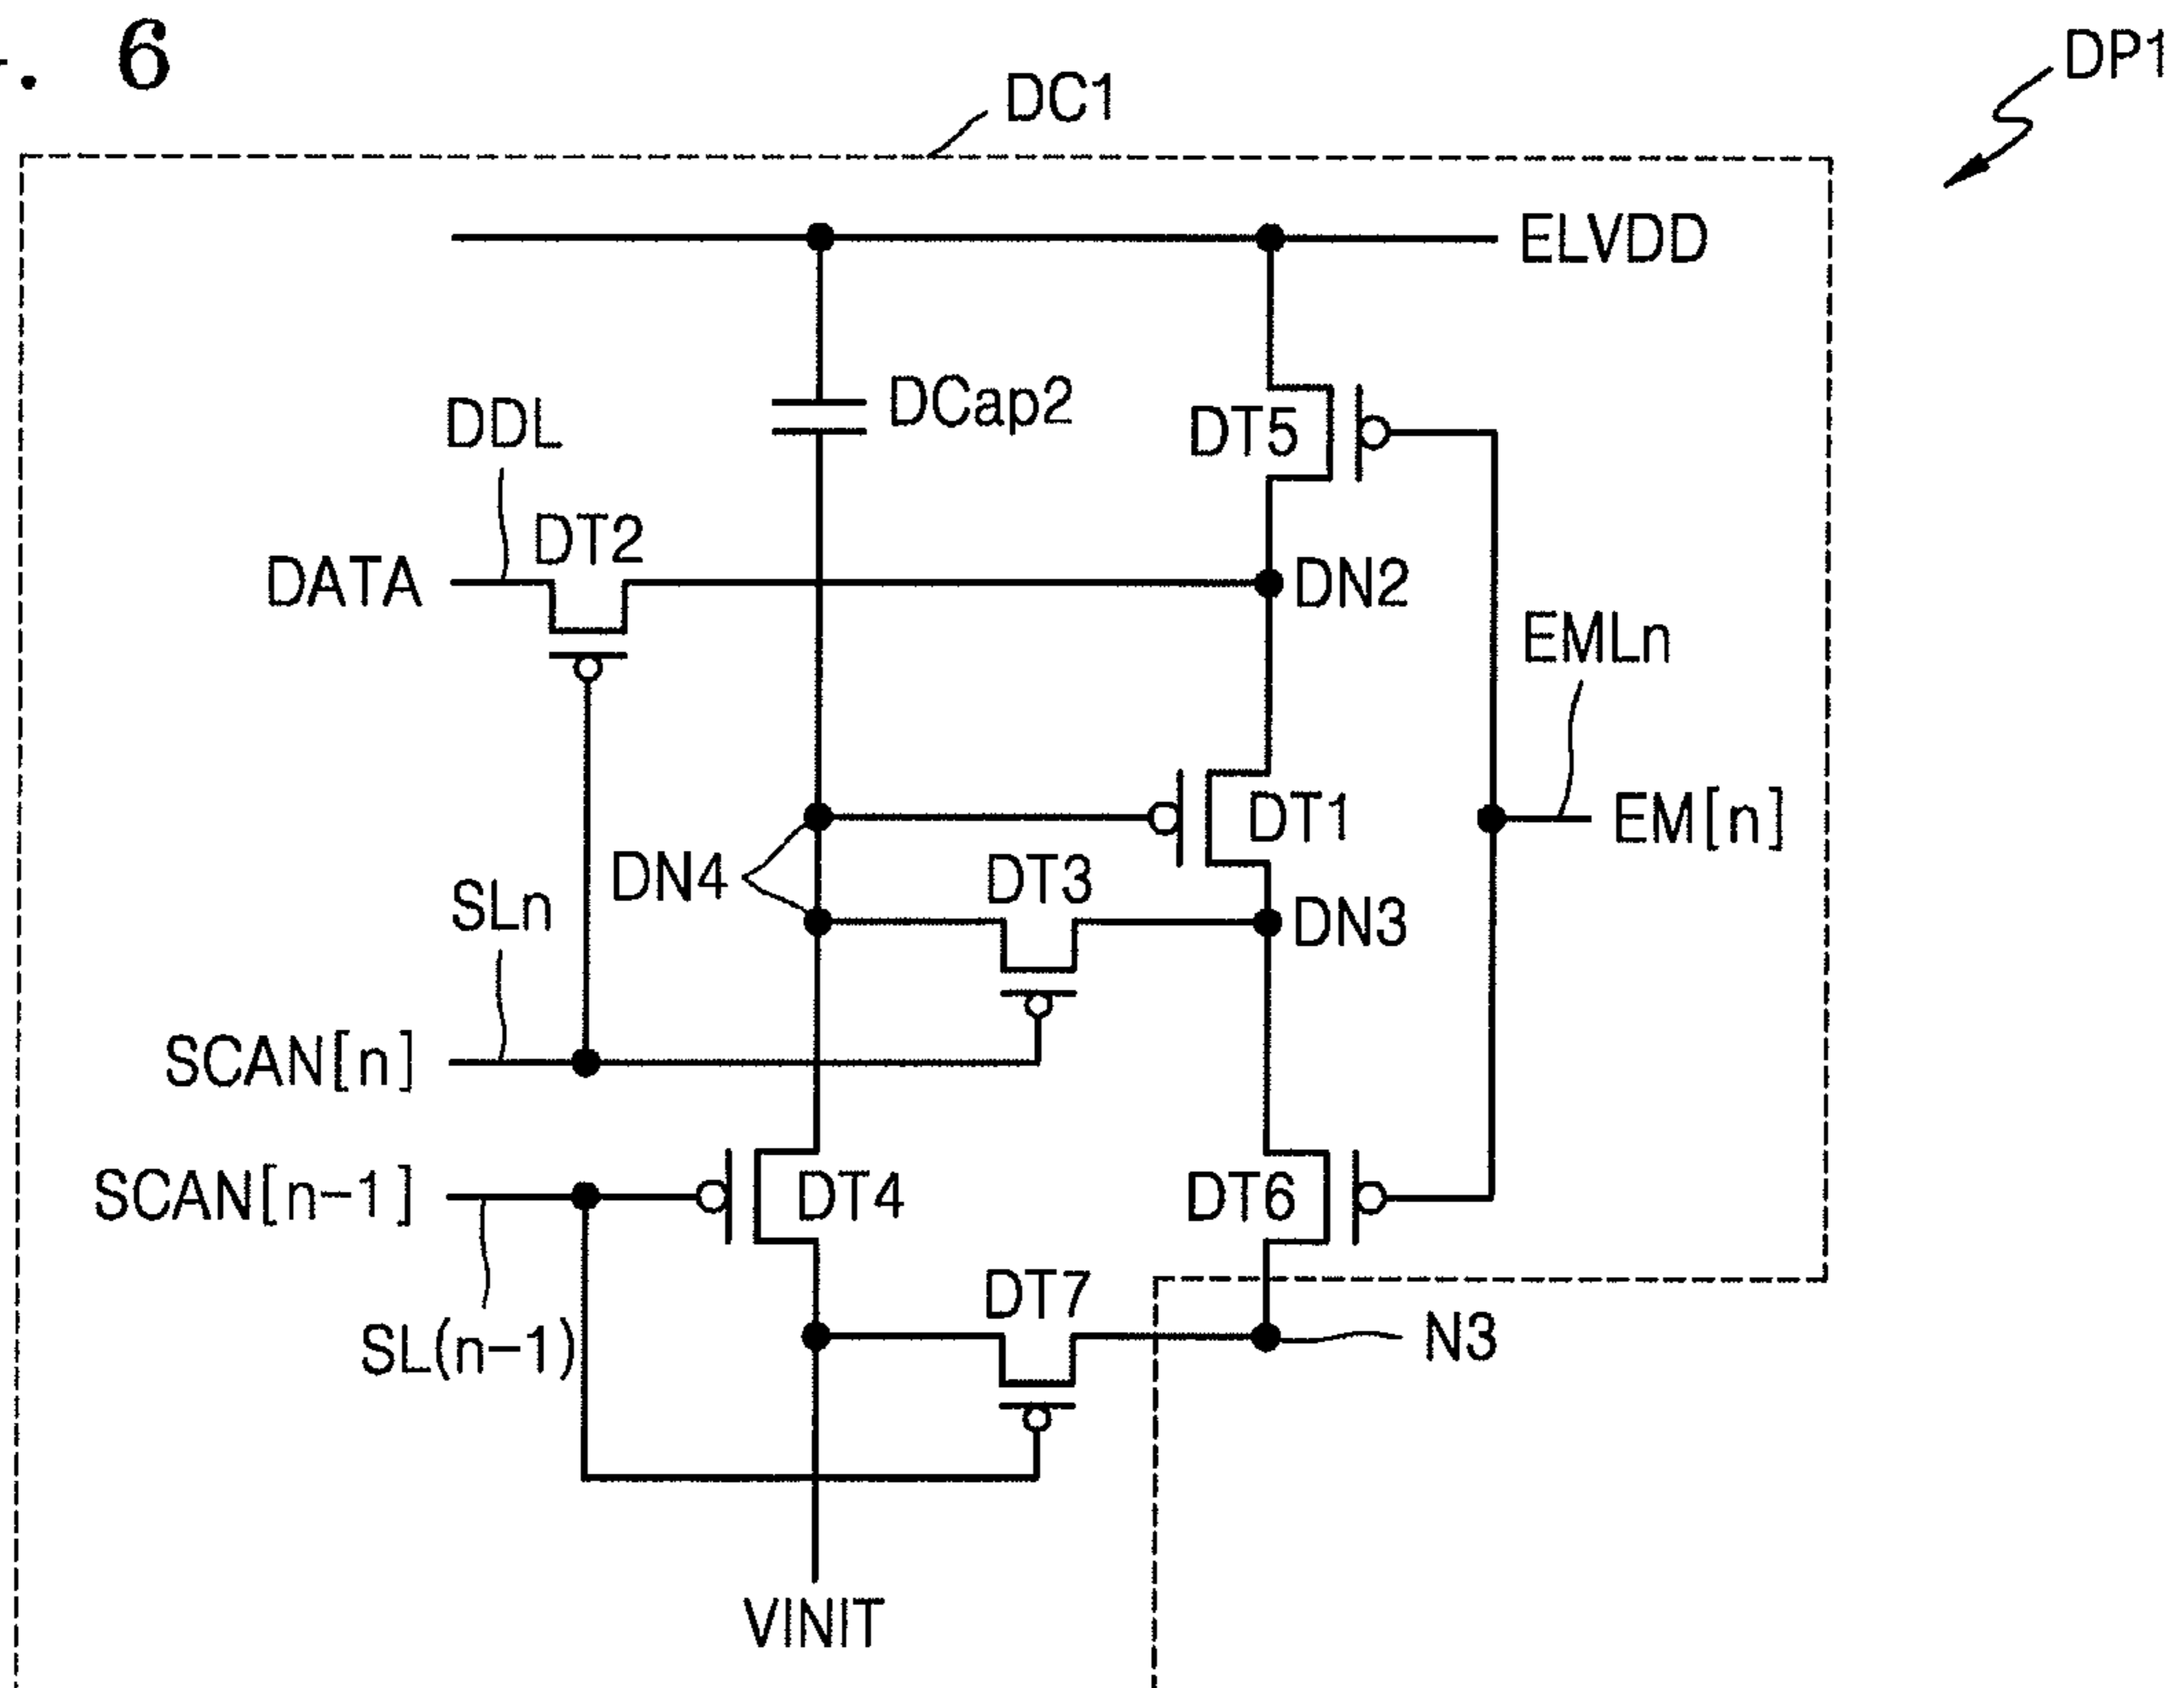 . 6
DP1
DC1
ELVDD
DCap2
DDL
DT5
DT2
DATA
DN2
EMLn
DT1
EM[n]
DN4
DT3
SLn
DN3
SCAN[n]
SCAN[n-1]
DT4
DT6
DT7
SL(n-1)
N3
VINIT